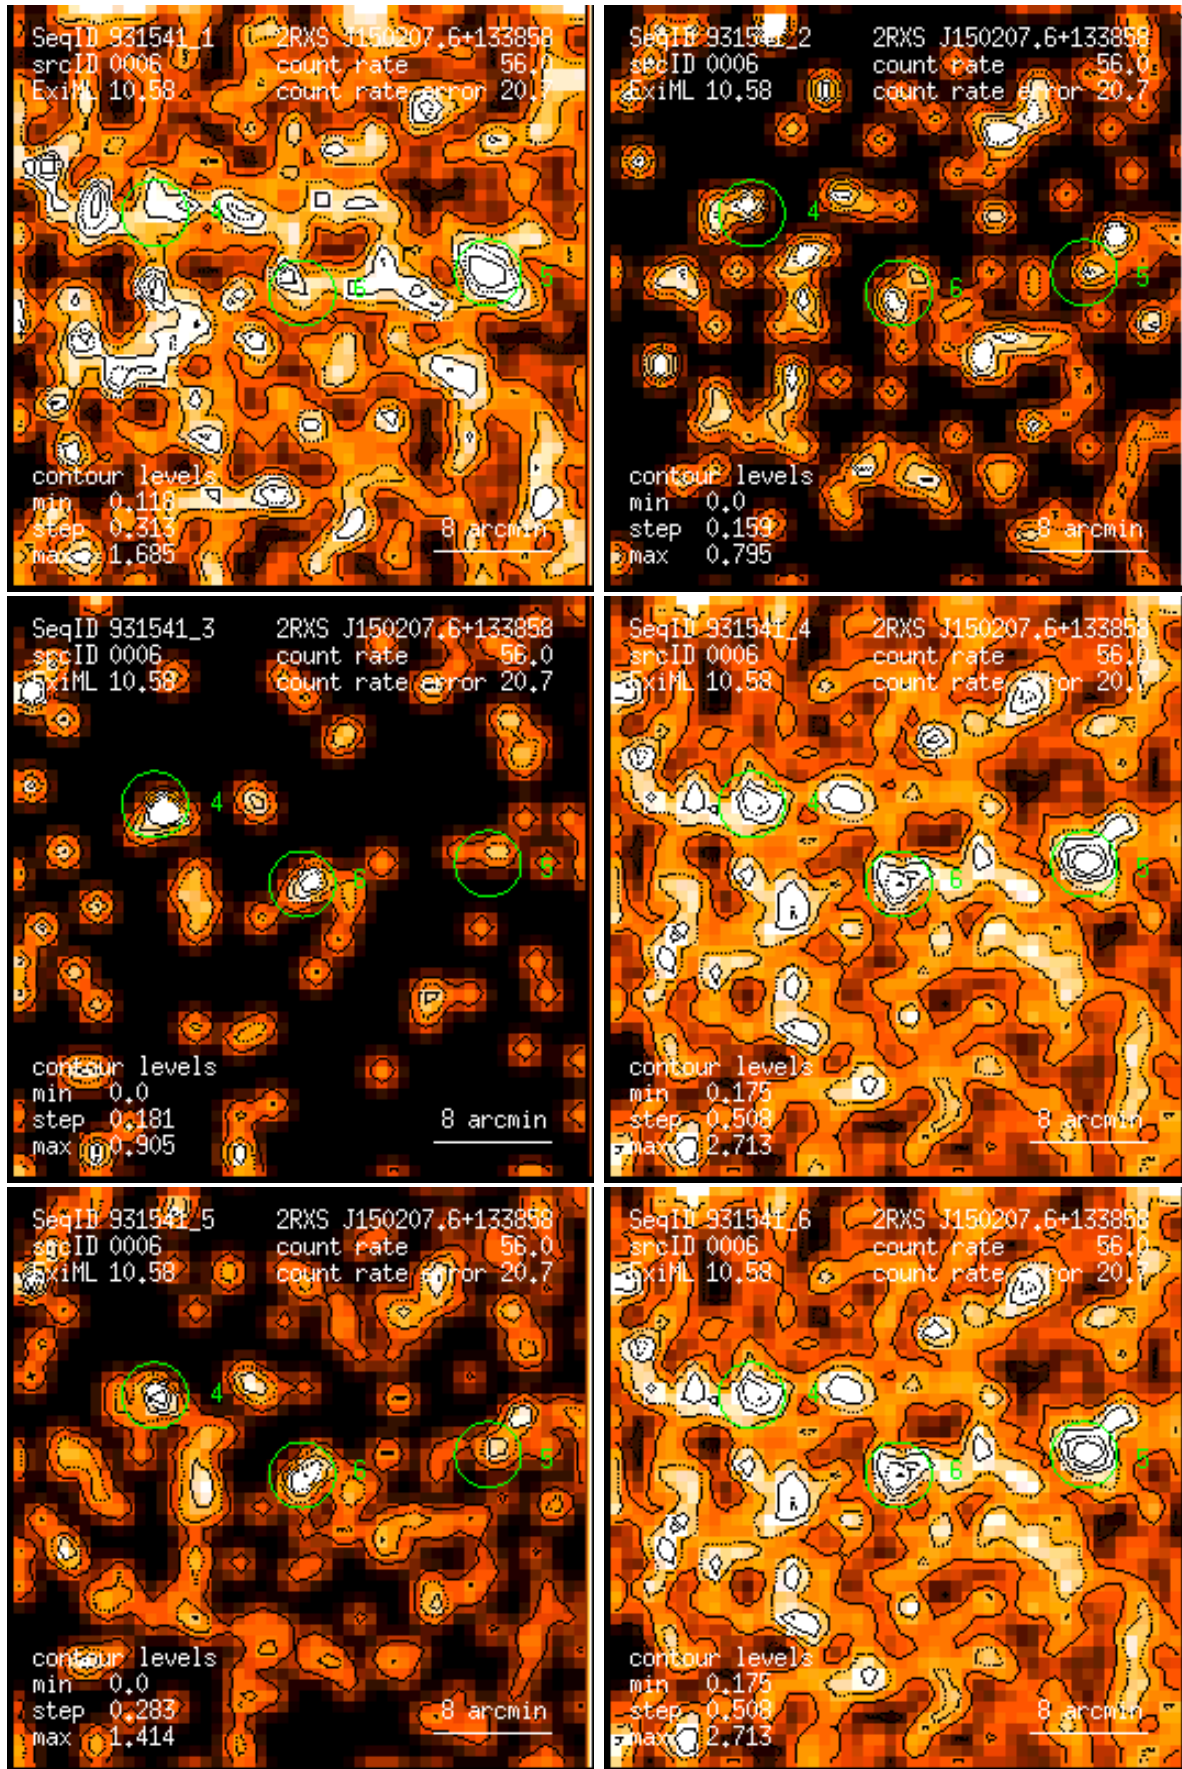 SeqID 931541_1 2RXS J150207.6+133858
srcID 0006 count rate 56.0
ExiML 10.58 count rate error 20.7
4
5
6
contour levels
min 0.118
step 0.313
max 1.685
8 arcmin
SeqID 931541_2 2RXS J150207.6+133858
srcID 0006 count rate 56.0
ExiML 10.58 count rate error 20.7
4
5
6
contour levels
min 0.0
step 0.159
max 0.795
8 arcmin
SeqID 931541_3 2RXS J150207.6+133858
srcID 0006 count rate 56.0
ExiML 10.58 count rate error 20.7
4
5
6
contour levels
min 0.0
step 0.181
max 0.905
8 arcmin
SeqID 931541_4 2RXS J150207.6+133858
srcID 0006 count rate 56.0
ExiML 10.58 count rate error 20.7
4
5
6
contour levels
min 0.175
step 0.508
max 2.713
8 arcmin
SeqID 931541_5 2RXS J150207.6+133858
srcID 0006 count rate 56.0
ExiML 10.58 count rate error 20.7
4
5
6
contour levels
min 0.0
step 0.283
max 1.414
8 arcmin
SeqID 931541_6 2RXS J150207.6+133858
srcID 0006 count rate 56.0
ExiML 10.58 count rate error 20.7
4
5
6
contour levels
min 0.175
step 0.508
max 2.713
8 arcmin